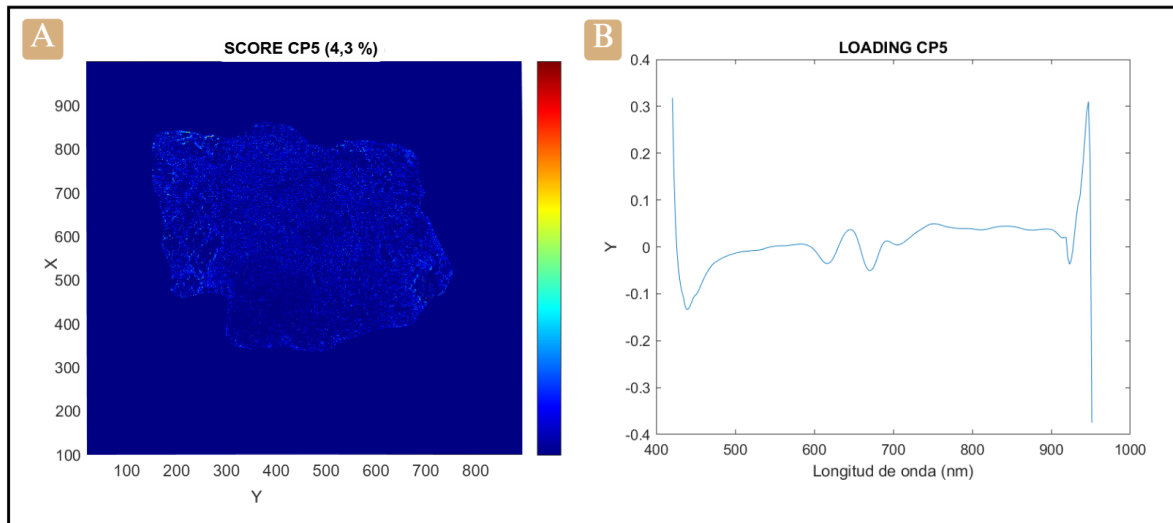 A
SCORE CP5 (4,3 %)
900
800
700
600
500
400
300
200
100
X
100 200 300 400 500 600 700 800
Y
B
LOADING CP5
0.4
0.3
0.2
0.1
0
-0.1
-0.2
-0.3
-0.4
Y
400 500 600 700 800 900 1000
Longitud de onda (nm)